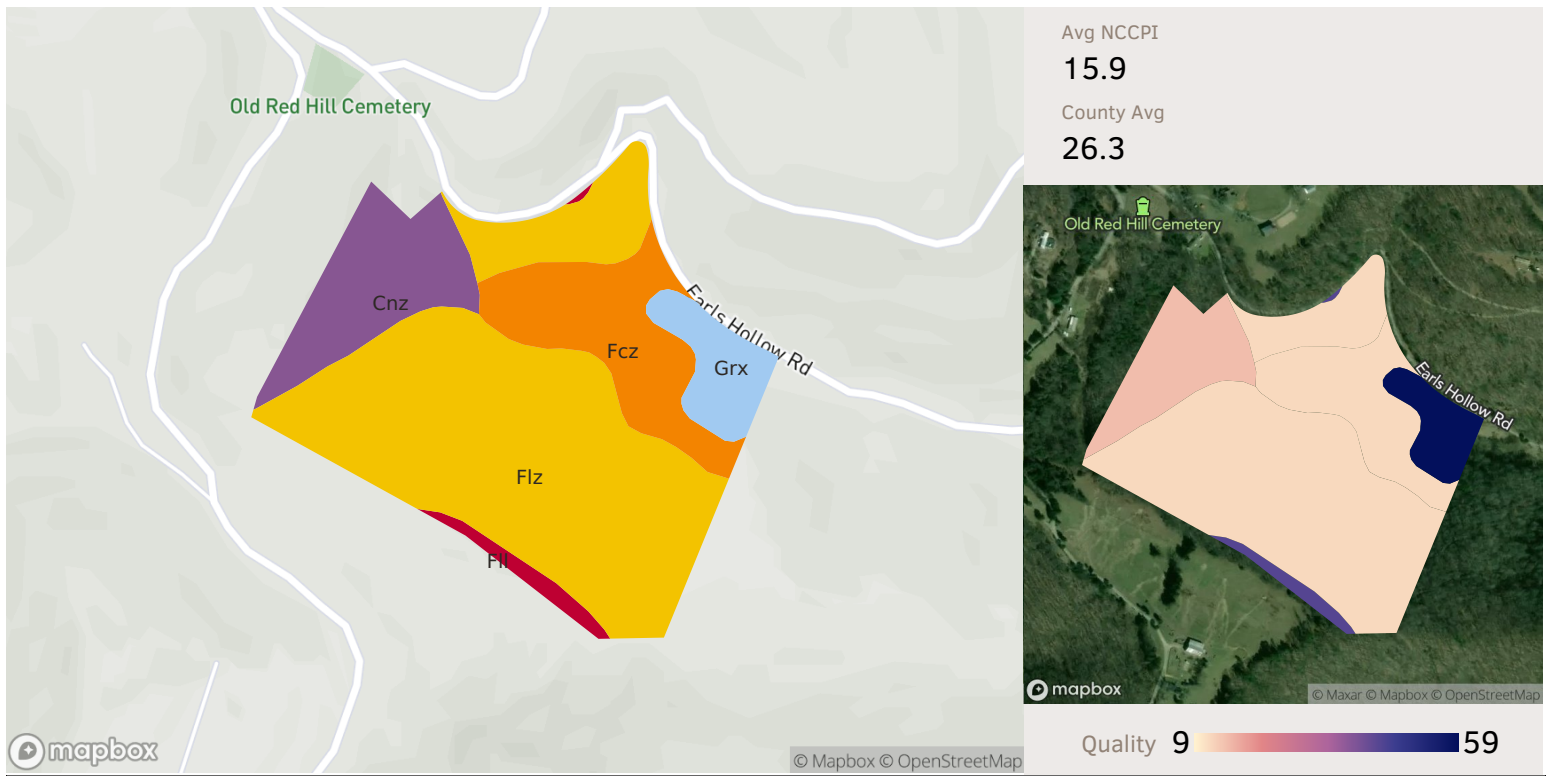 Old Red Hill Cemetery
Cnz
Fcz
Earls Hollow Rd
Grx
Flz
Fll
mapbox
© Mapbox © OpenStreetMap
Avg NCCPI
15.9
County Avg
26.3
Old Red Hill Cemetery
Earls Hollow Rd
mapbox
© Maxar © Mapbox © OpenStreetMap
Quality 9 59